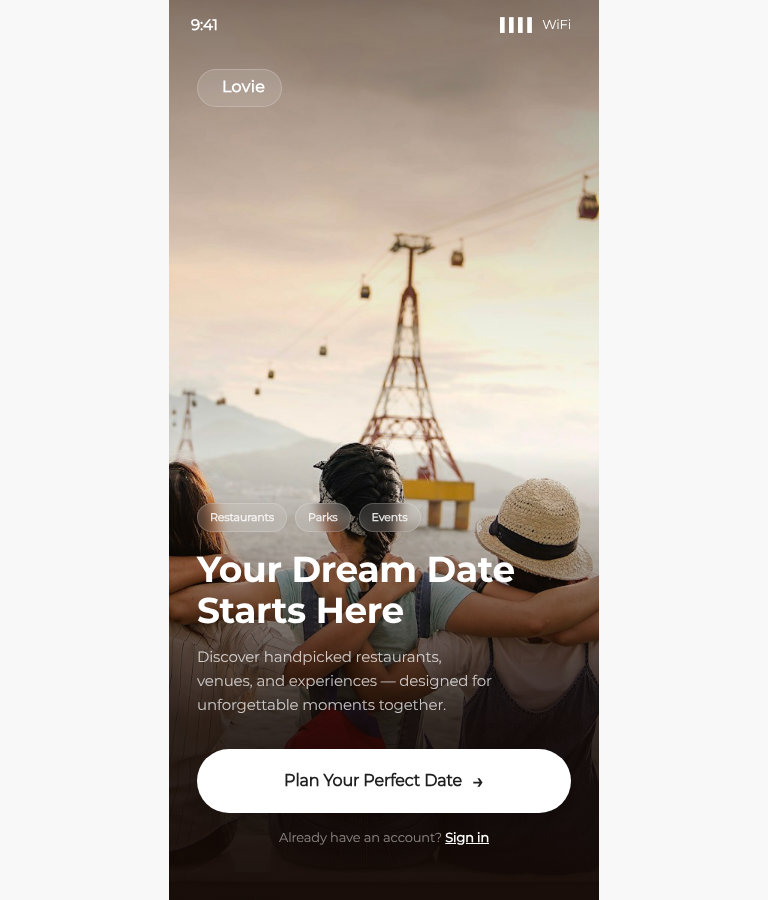 9:41 WiFi
Lovie
Restaurants Parks Events
Your Dream Date
Starts Here
Discover handpicked restaurants,
venues, and experiences — designed for
unforgettable moments together.
Plan Your Perfect Date →
Already have an account? Sign in